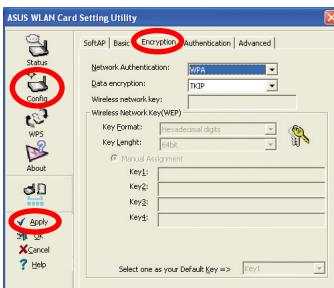 ASUS WLAN Card Setting Utility
Status
Config
WPS
About
Apply
Ok
Cancel
Help
SoftAP Basic Encryption Authentication Advanced
Network Authentication: WPA
Data encryption: TKIP
Wireless network key:
Wireless Network Key(WEP)
Key Format: Hexadecimal digits
Key Lenght: 64bit
Manual Assignment
Key1:
Key2:
Key3:
Key4:
Select one as your Default Key => Key1